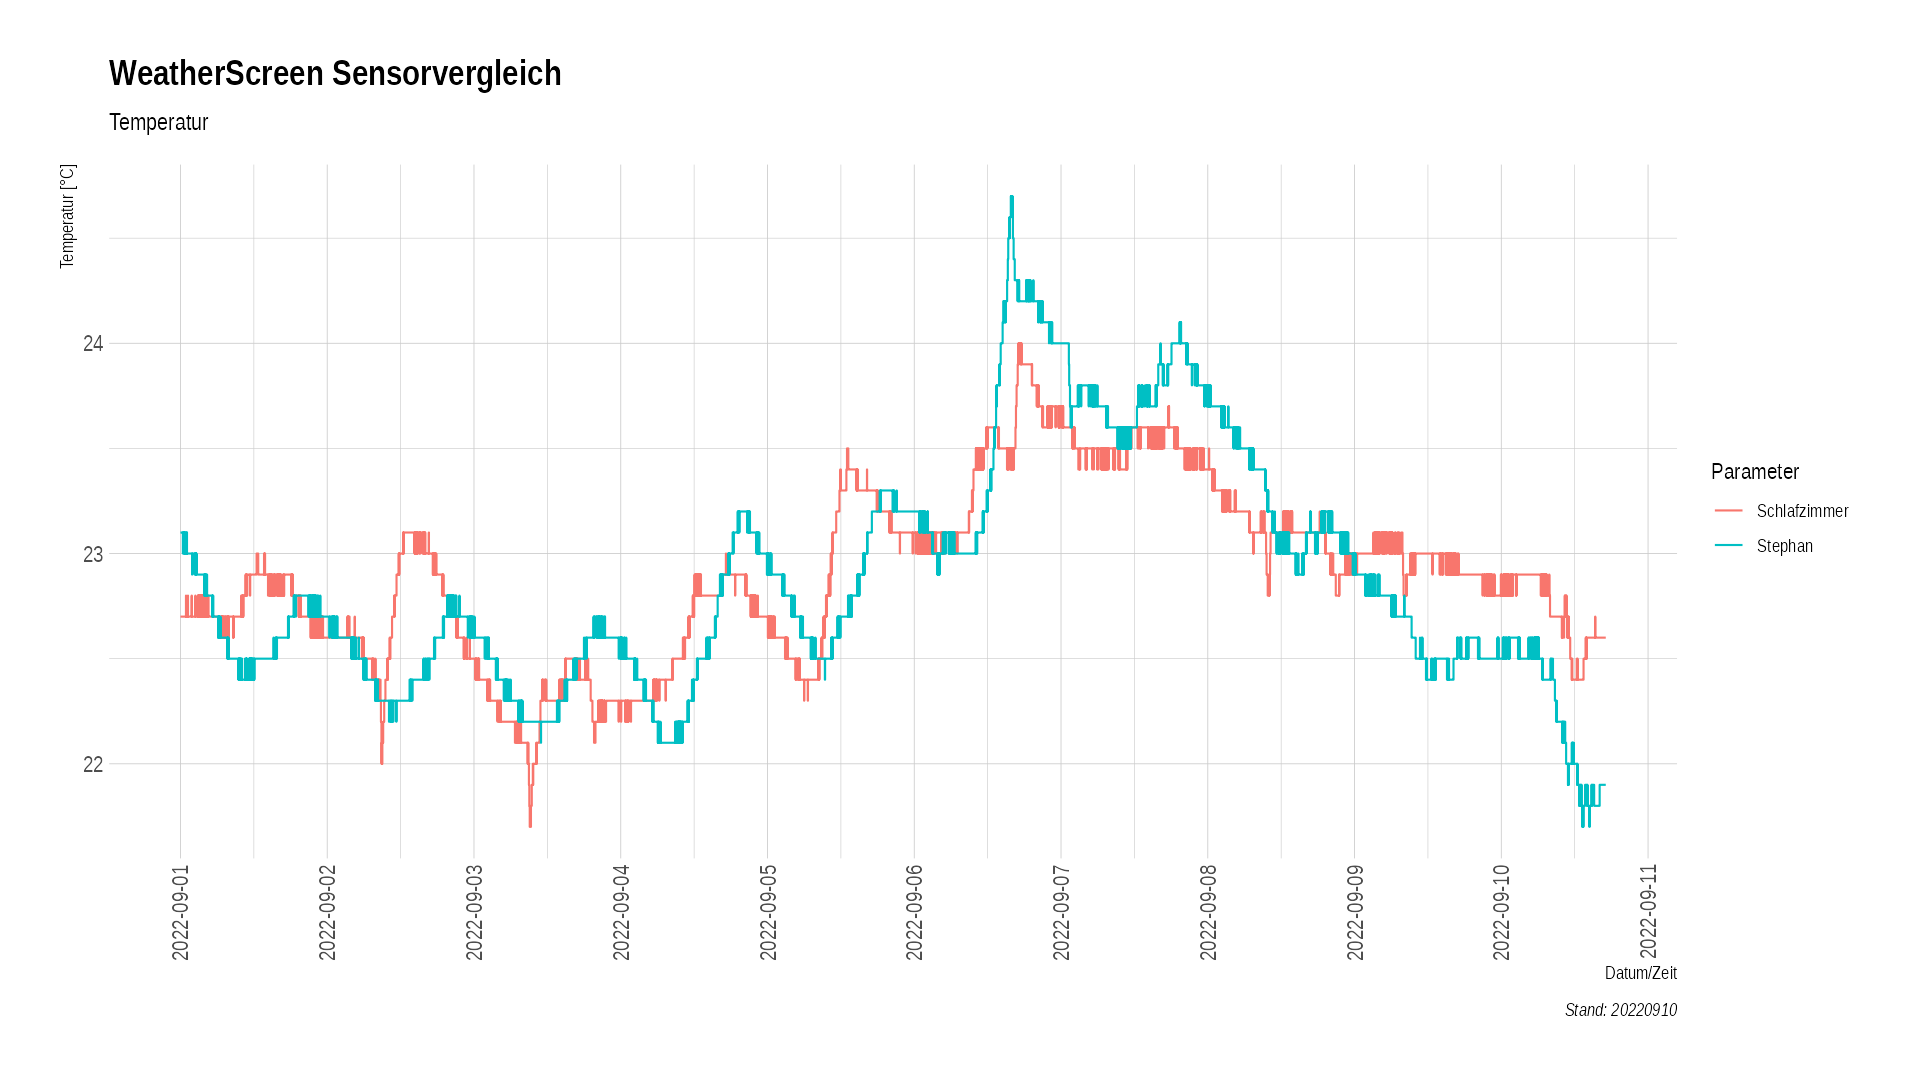 WeatherScreen Sensorvergleich
Temperatur
Temperatur [°C]
24
23
22
2022-09-01
2022-09-02
2022-09-03
2022-09-04
2022-09-05
2022-09-06
2022-09-07
2022-09-08
2022-09-09
2022-09-10
2022-09-11
Datum/Zeit
Parameter
Schlafzimmer
Stephan
Stand: 20220910